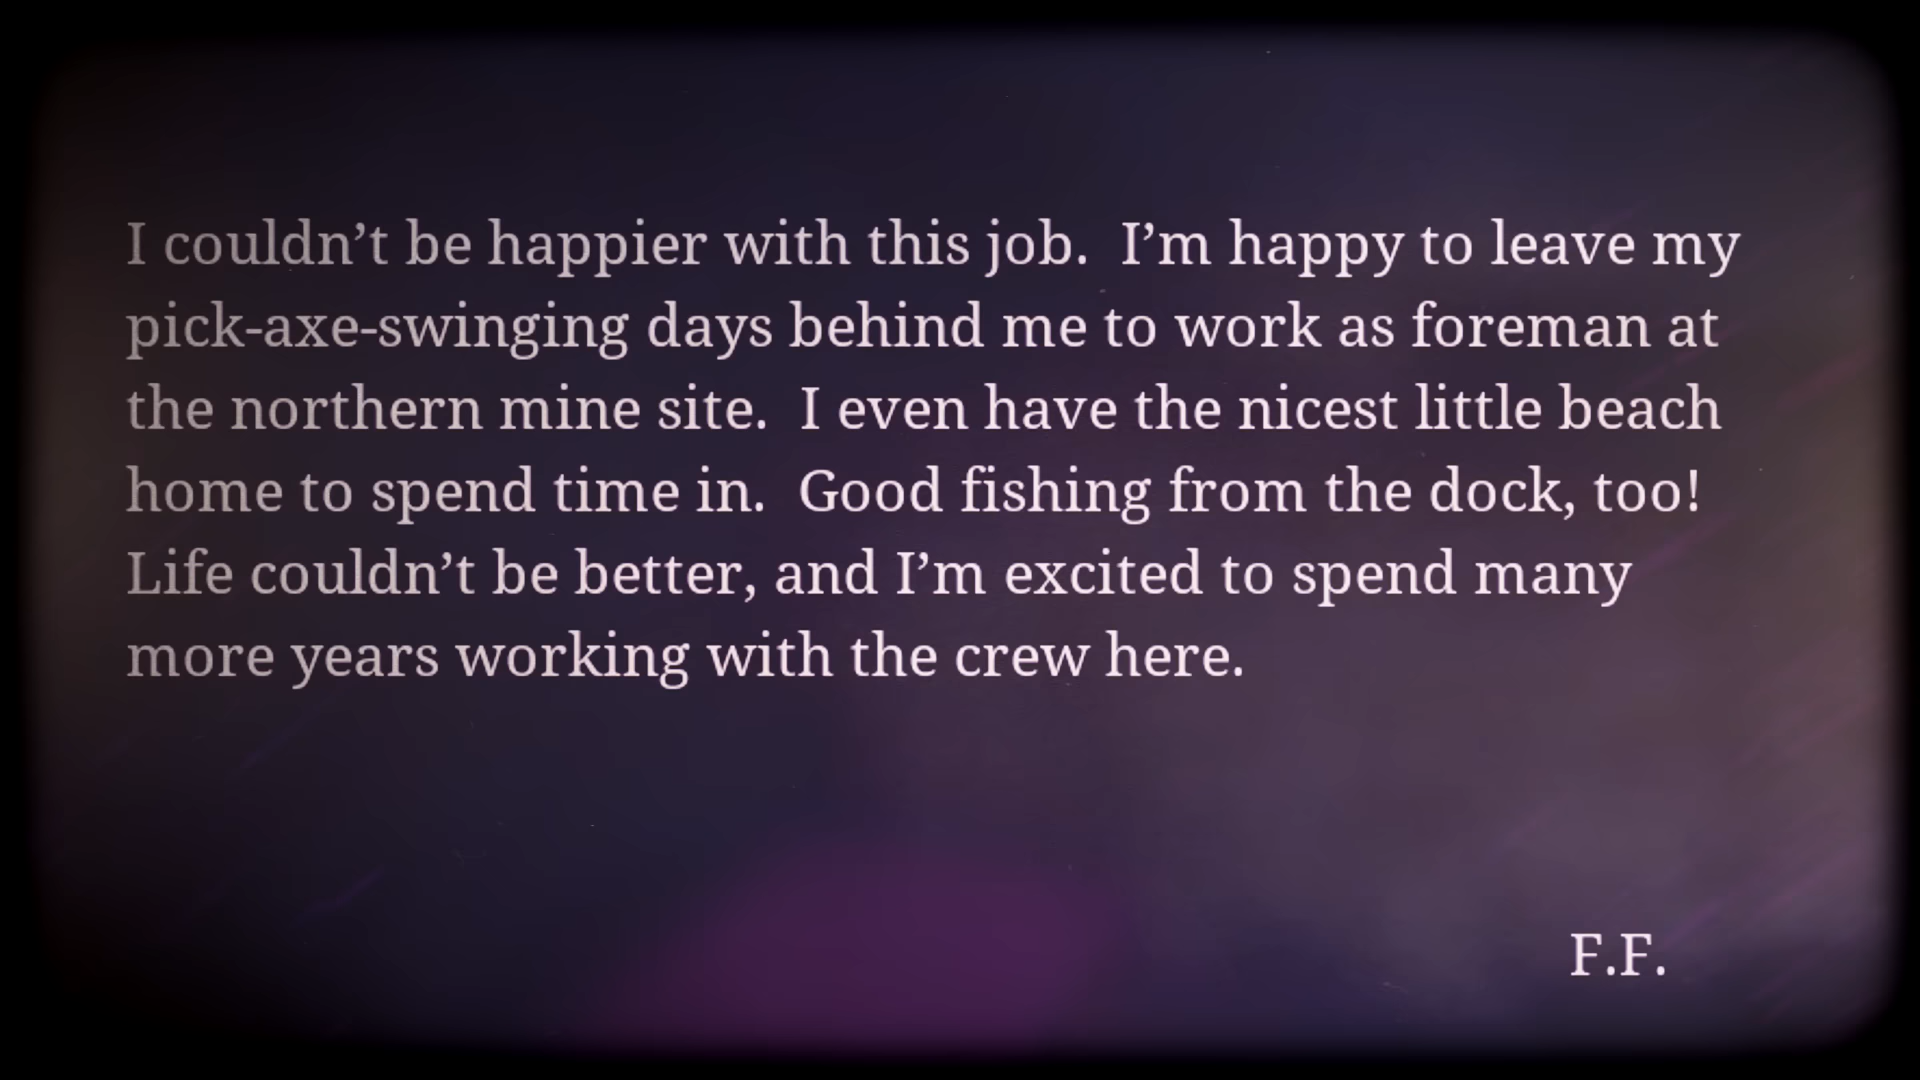 I couldn’t be happier with this job.  I’m happy to leave my
pick-axe-swinging days behind me to work as foreman at
the northern mine site.  I even have the nicest little beach
home to spend time in.  Good fishing from the dock, too!
Life couldn’t be better, and I’m excited to spend many
more years working with the crew here.
F.F.